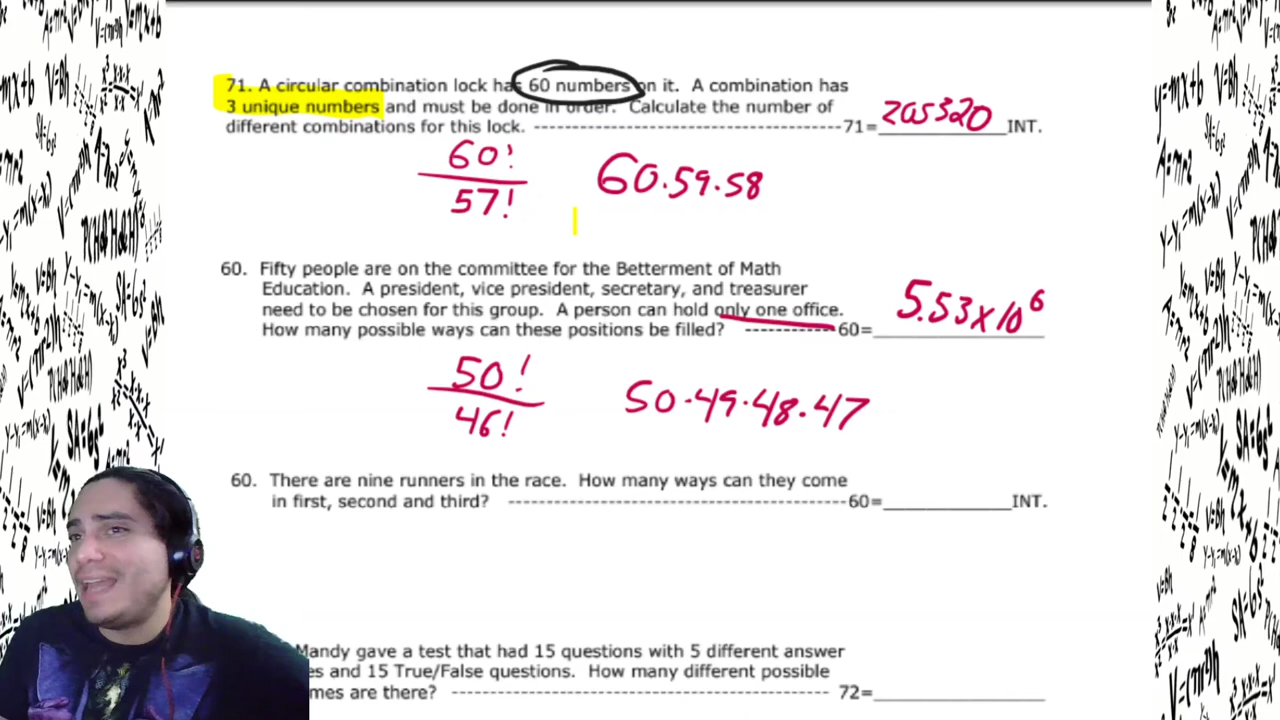 71. A circular combination lock has 60 numbers on it. A combination has
3 unique numbers and must be done in order. Calculate the number of
different combinations for this lock. ---------------------------------------71= 205320 INT.
60!
57!
60·59·58
60. Fifty people are on the committee for the Betterment of Math
Education. A president, vice president, secretary, and treasurer
need to be chosen for this group. A person can hold only one office.
How many possible ways can these positions be filled? ------------60= 5.53x10^6
50!
46!
50·49·48·47
60. There are nine runners in the race. How many ways can they come
in first, second and third? --------------------------------------------60= INT.
Mandy gave a test that had 15 questions with 5 different answer
es and 15 True/False questions. How many different possible
mes are there? ------------------------------------------------- 72=